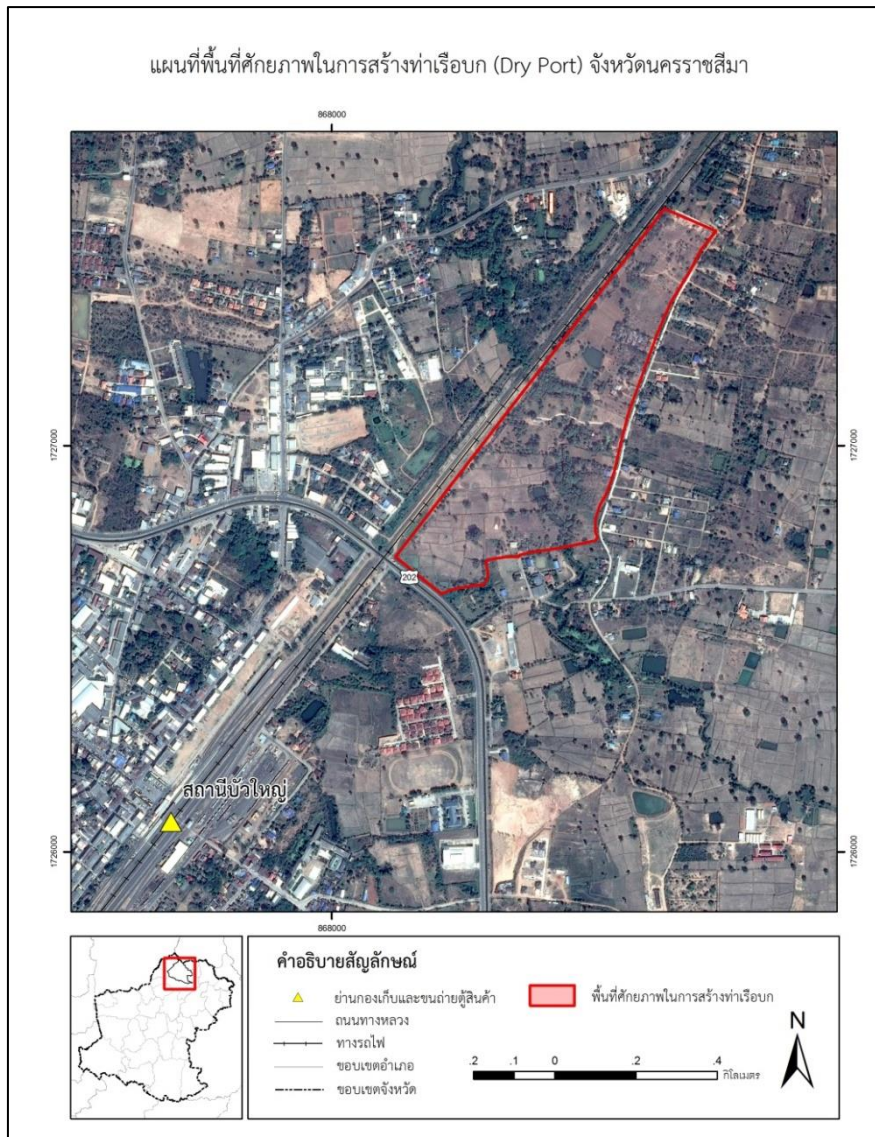 แผนที่พื้นที่ศักยภาพในการสร้างท่าเรือบก (Dry Port) จังหวัดนครราชสีมา
868000
1727000
1727000
202
สถานีบัวใหญ่
1726000
1726000
868000
คำอธิบายสัญลักษณ์
ย่านกองเก็บและขนถ่ายตู้สินค้า
พื้นที่ศักยภาพในการสร้างท่าเรือบก
ถนนทางหลวง
ทางรถไฟ
ขอบเขตอำเภอ
ขอบเขตจังหวัด
N
.2 .1 0 .2 .4
กิโลเมตร